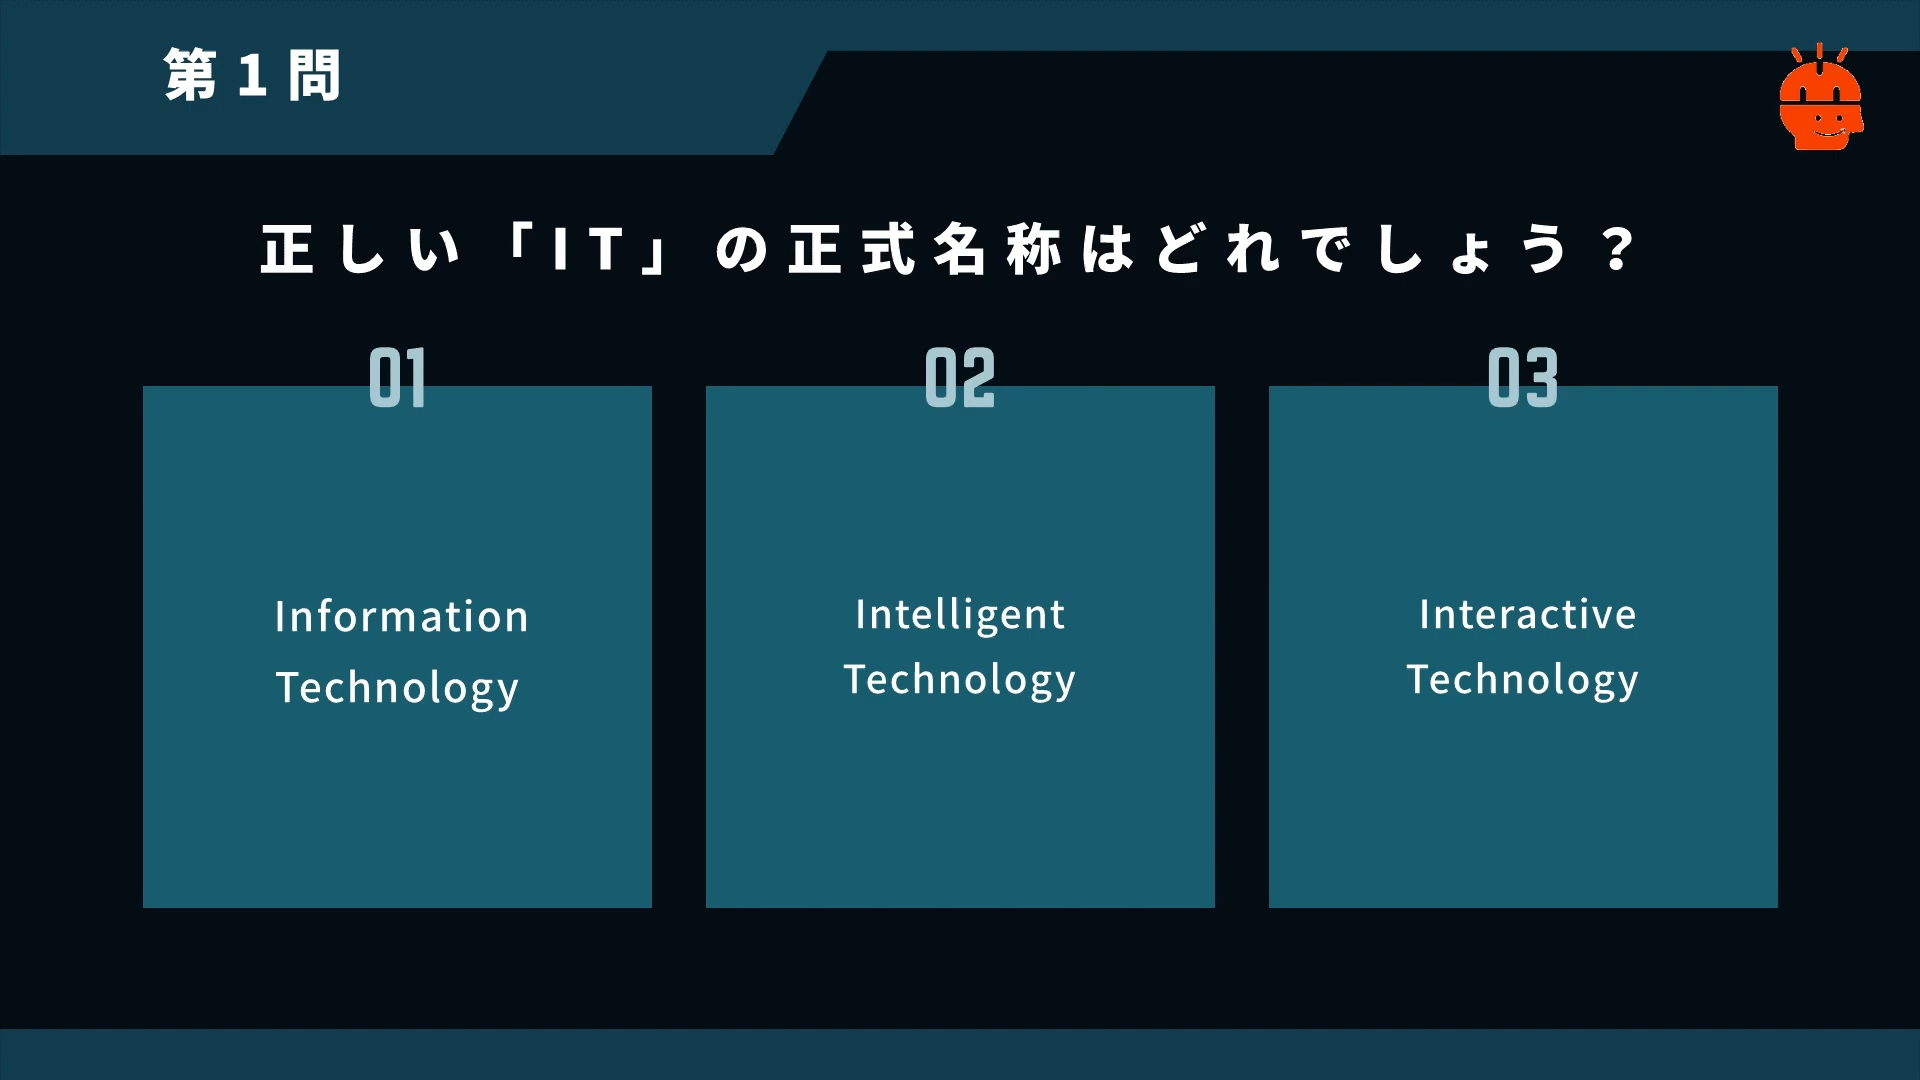 第1問
正しい「IT」の正式名称はどれでしょう？
01
Information
Technology
02
Intelligent
Technology
03
Interactive
Technology